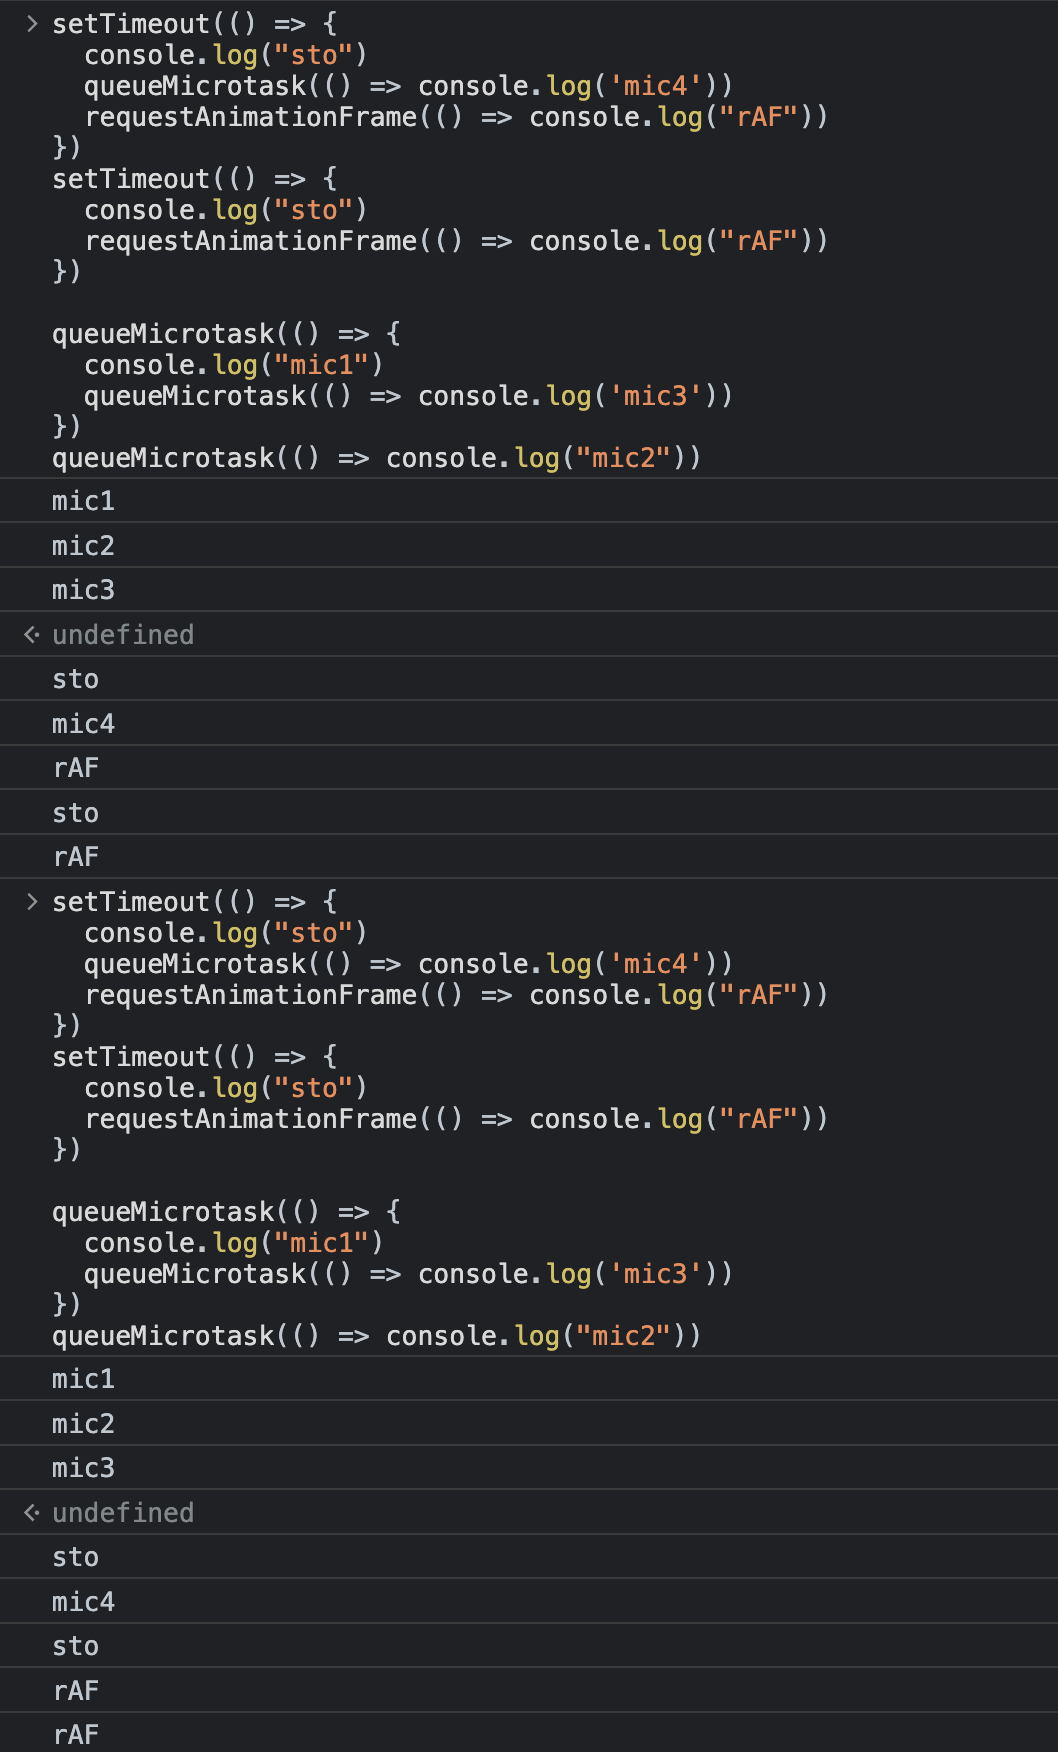 > setTimeout(() => {
  console.log("sto")
  queueMicrotask(() => console.log('mic4'))
  requestAnimationFrame(() => console.log("rAF"))
})
setTimeout(() => {
  console.log("sto")
  requestAnimationFrame(() => console.log("rAF"))
})

queueMicrotask(() => {
  console.log("mic1")
  queueMicrotask(() => console.log('mic3'))
})
queueMicrotask(() => console.log("mic2"))
mic1
mic2
mic3
undefined
sto
mic4
rAF
sto
rAF
> setTimeout(() => {
  console.log("sto")
  queueMicrotask(() => console.log('mic4'))
  requestAnimationFrame(() => console.log("rAF"))
})
setTimeout(() => {
  console.log("sto")
  requestAnimationFrame(() => console.log("rAF"))
})

queueMicrotask(() => {
  console.log("mic1")
  queueMicrotask(() => console.log('mic3'))
})
queueMicrotask(() => console.log("mic2"))
mic1
mic2
mic3
undefined
sto
mic4
sto
rAF
rAF